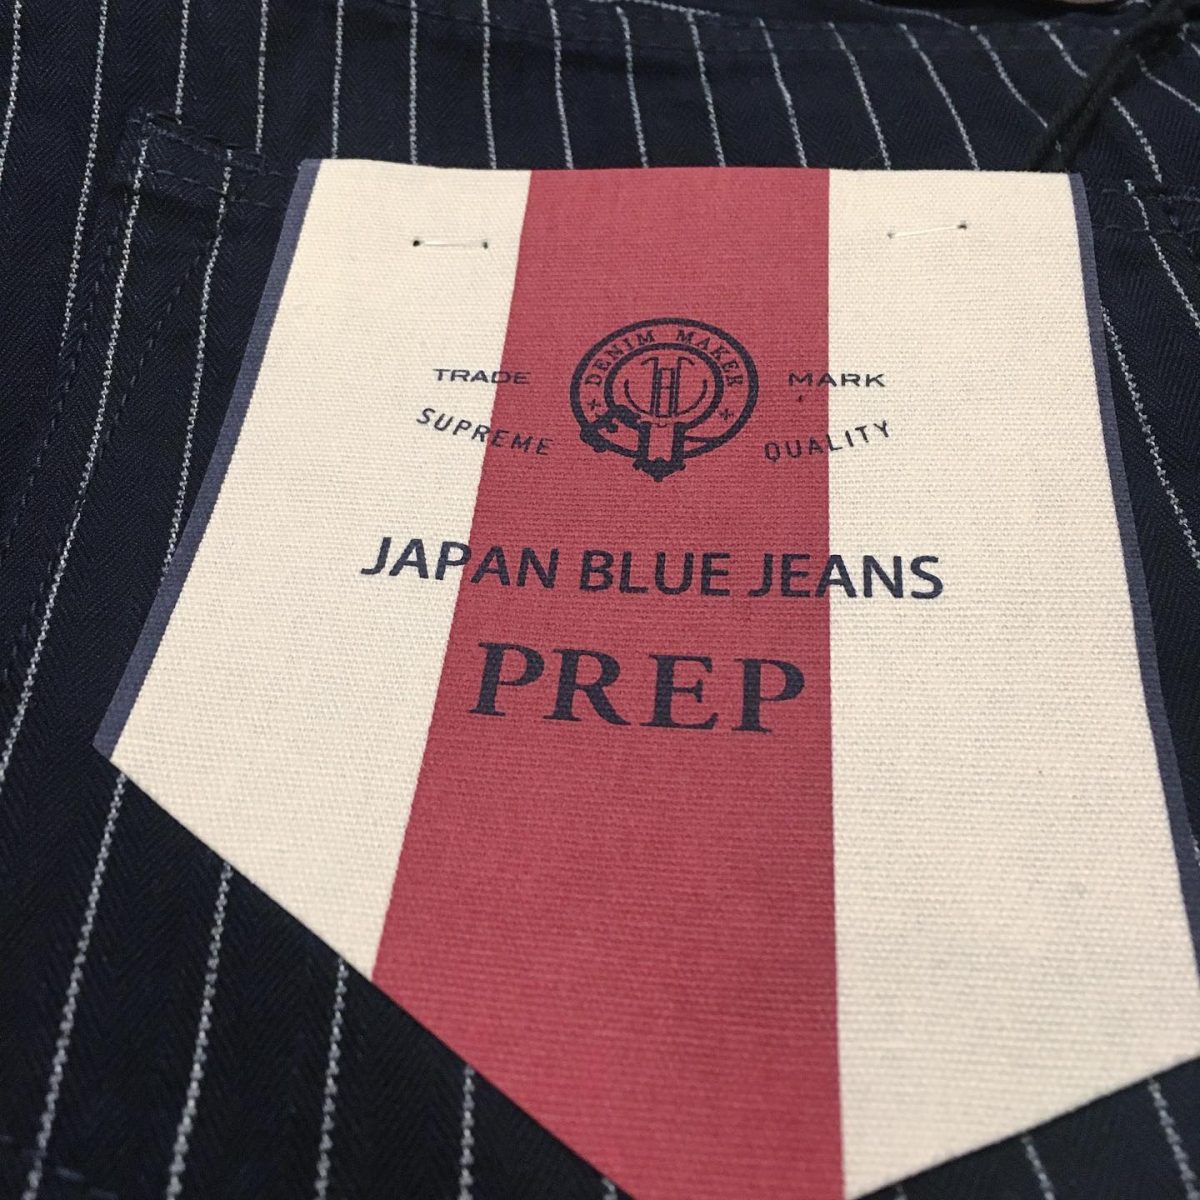 DENIM MAKER
TRADE MARK
SUPREME QUALITY
JAPAN BLUE JEANS
PREP